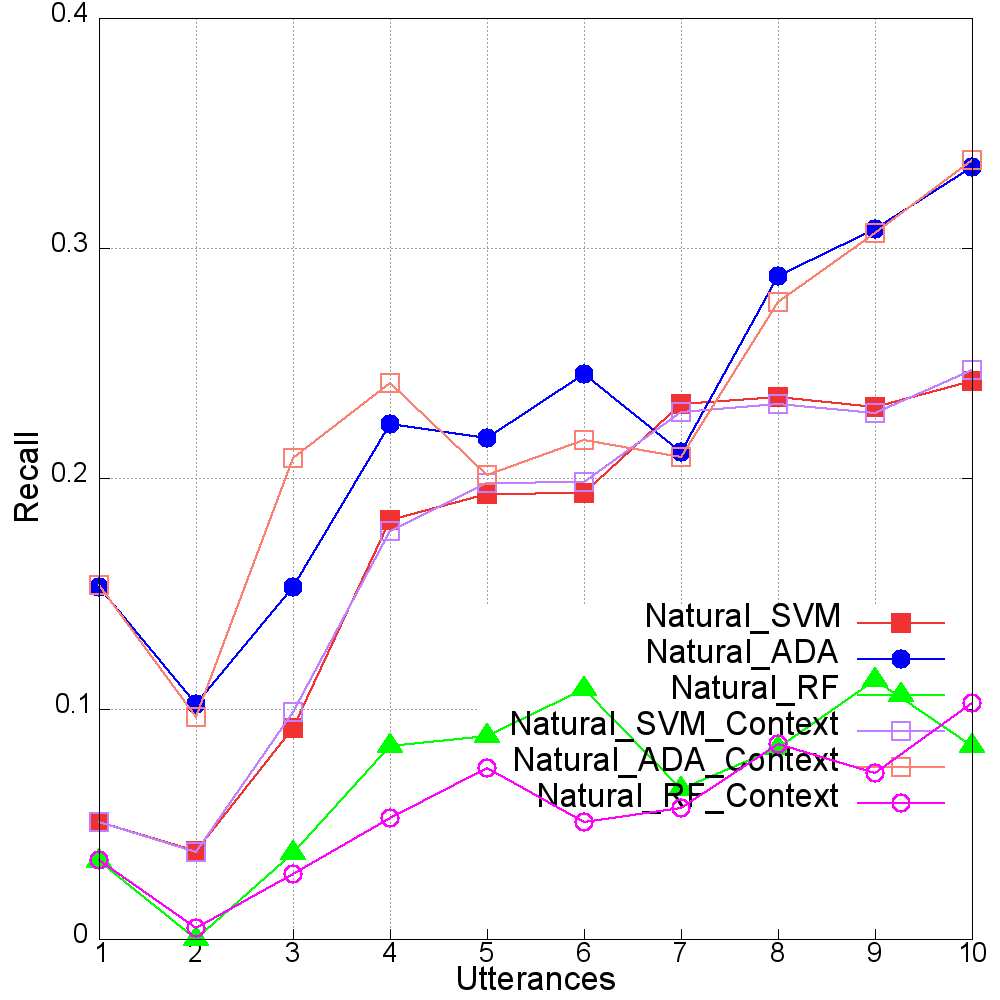 0.4
0.3
0.2
0.1
0
Recall
Natural_SVM
Natural_ADA
Natural_RF
Natural_SVM_Context
Natural_ADA_Context
Natural_RF_Context
1 2 3 4 5 6 7 8 9 10
Utterances